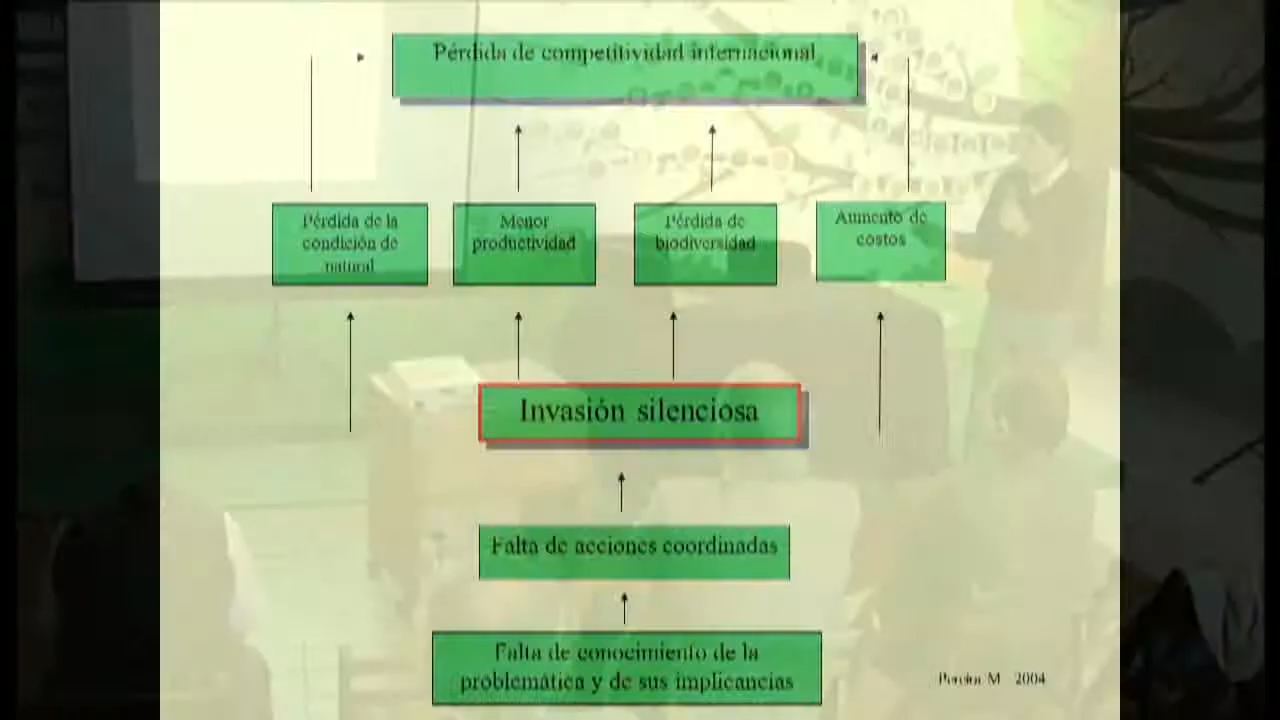 Pérdida de competitividad internacional
Pérdida de la
condición de
natural
Menor
productividad
Pérdida de
biodiversidad
Aumento de
costos
Invasión silenciosa
Falta de acciones coordinadas
Falta de conocimiento de la
problemática y de sus implicancias
M 2004